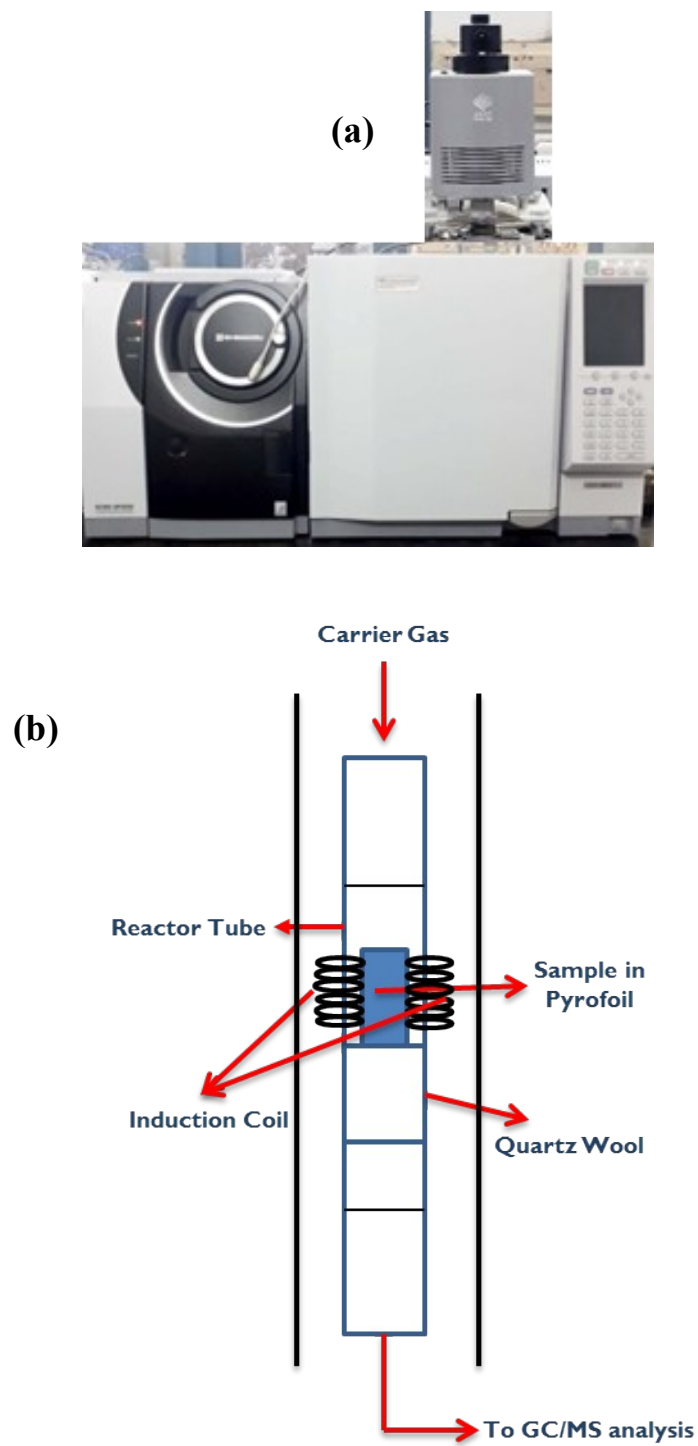 (a)
Carrier Gas
(b)
Reactor Tube
Sample in
Pyrofoil
Induction Coil
Quartz Wool
To GC/MS analysis